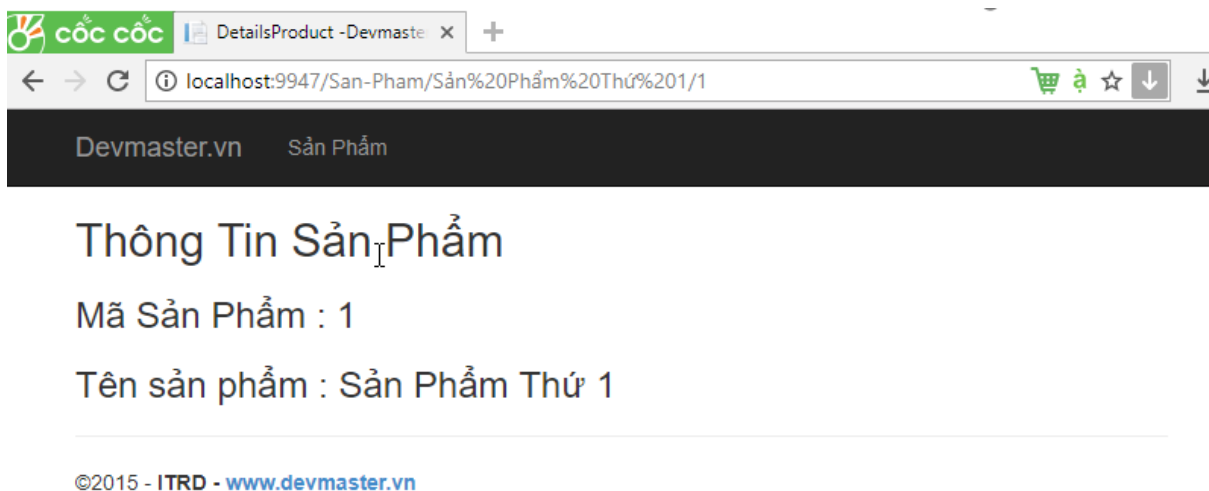 cốc cốc DetailsProduct -Devmaste
localhost:9947/San-Pham/Sản%20Phẩm%20Thứ%201/1 ạ
Devmaster.vn Sản Phẩm
Thông Tin Sản Phẩm
Mã Sản Phẩm : 1
Tên sản phẩm : Sản Phẩm Thứ 1
©2015 - ITRD - www.devmaster.vn